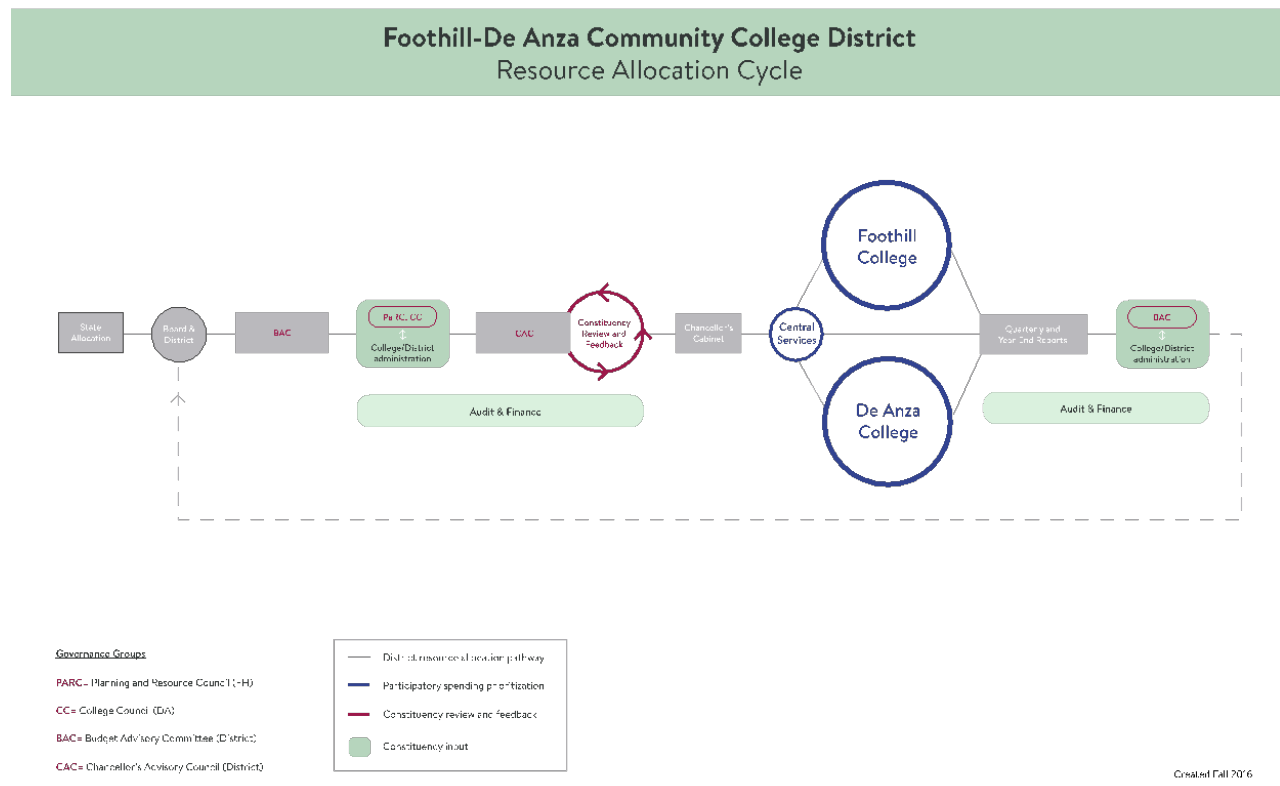 Foothill-De Anza Community College District
Resource Allocation Cycle
State
Allocation
Board &
District
BAC
PaRC, CC
College/District
administration
CAC
Constituency
Review and
Feedback
Chancellor's
Cabinet
Central
Services
Foothill
College
De Anza
College
Quarterly and
Year End Reports
BAC
College/District
administration
Audit & Finance
Audit & Finance
Governance Groups
PARC= Planning and Resource Council (FH)
CC= College Council (DA)
BAC= Budget Advisory Committee (District)
CAC= Chancellor's Advisory Council (District)
District resource allocation pathway
Participatory spending prioritization
Constituency review and feedback
Constituency input
Created Fall 2016